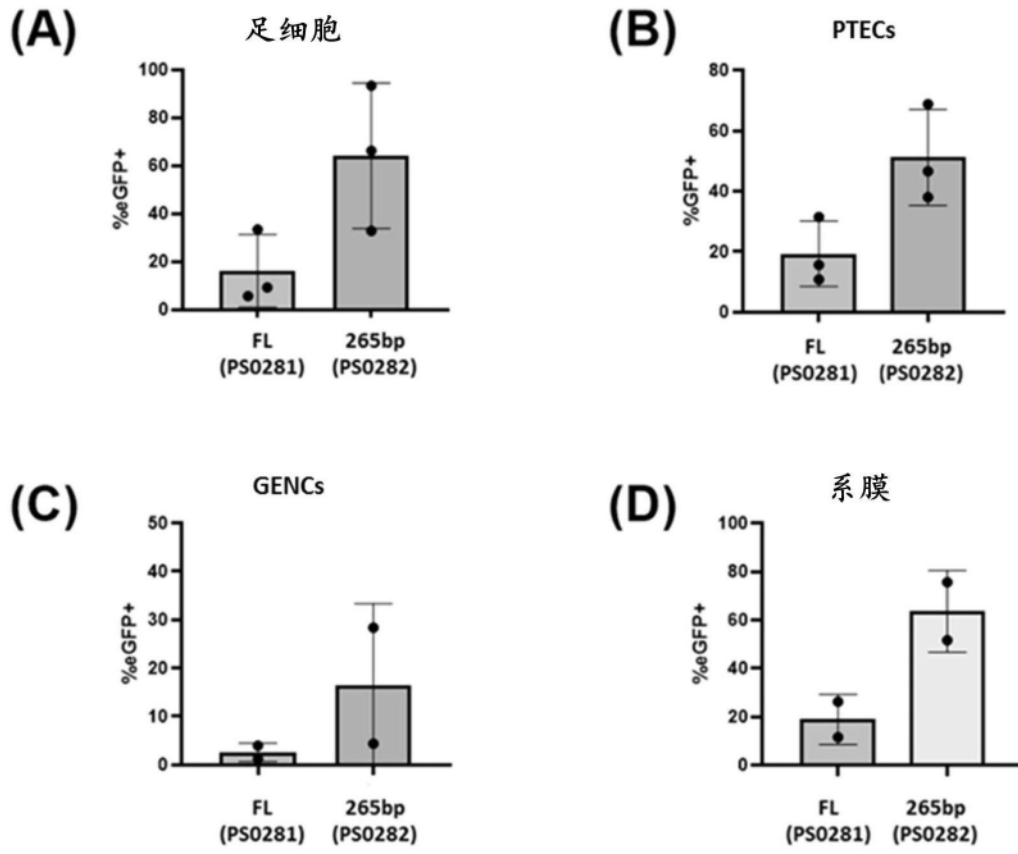 (A)
足细胞
%eGFP+
100
80
60
40
20
0
FL
(PS0281)
265bp
(PS0282)
(B)
PTECs
%GFP+
80
60
40
20
0
FL
(PS0281)
265bp
(PS0282)
(C)
GENCs
%eGFP+
50
40
30
20
10
0
FL
(PS0281)
265bp
(PS0282)
(D)
系膜
%eGFP+
100
80
60
40
20
0
FL
(PS0281)
265bp
(PS0282)